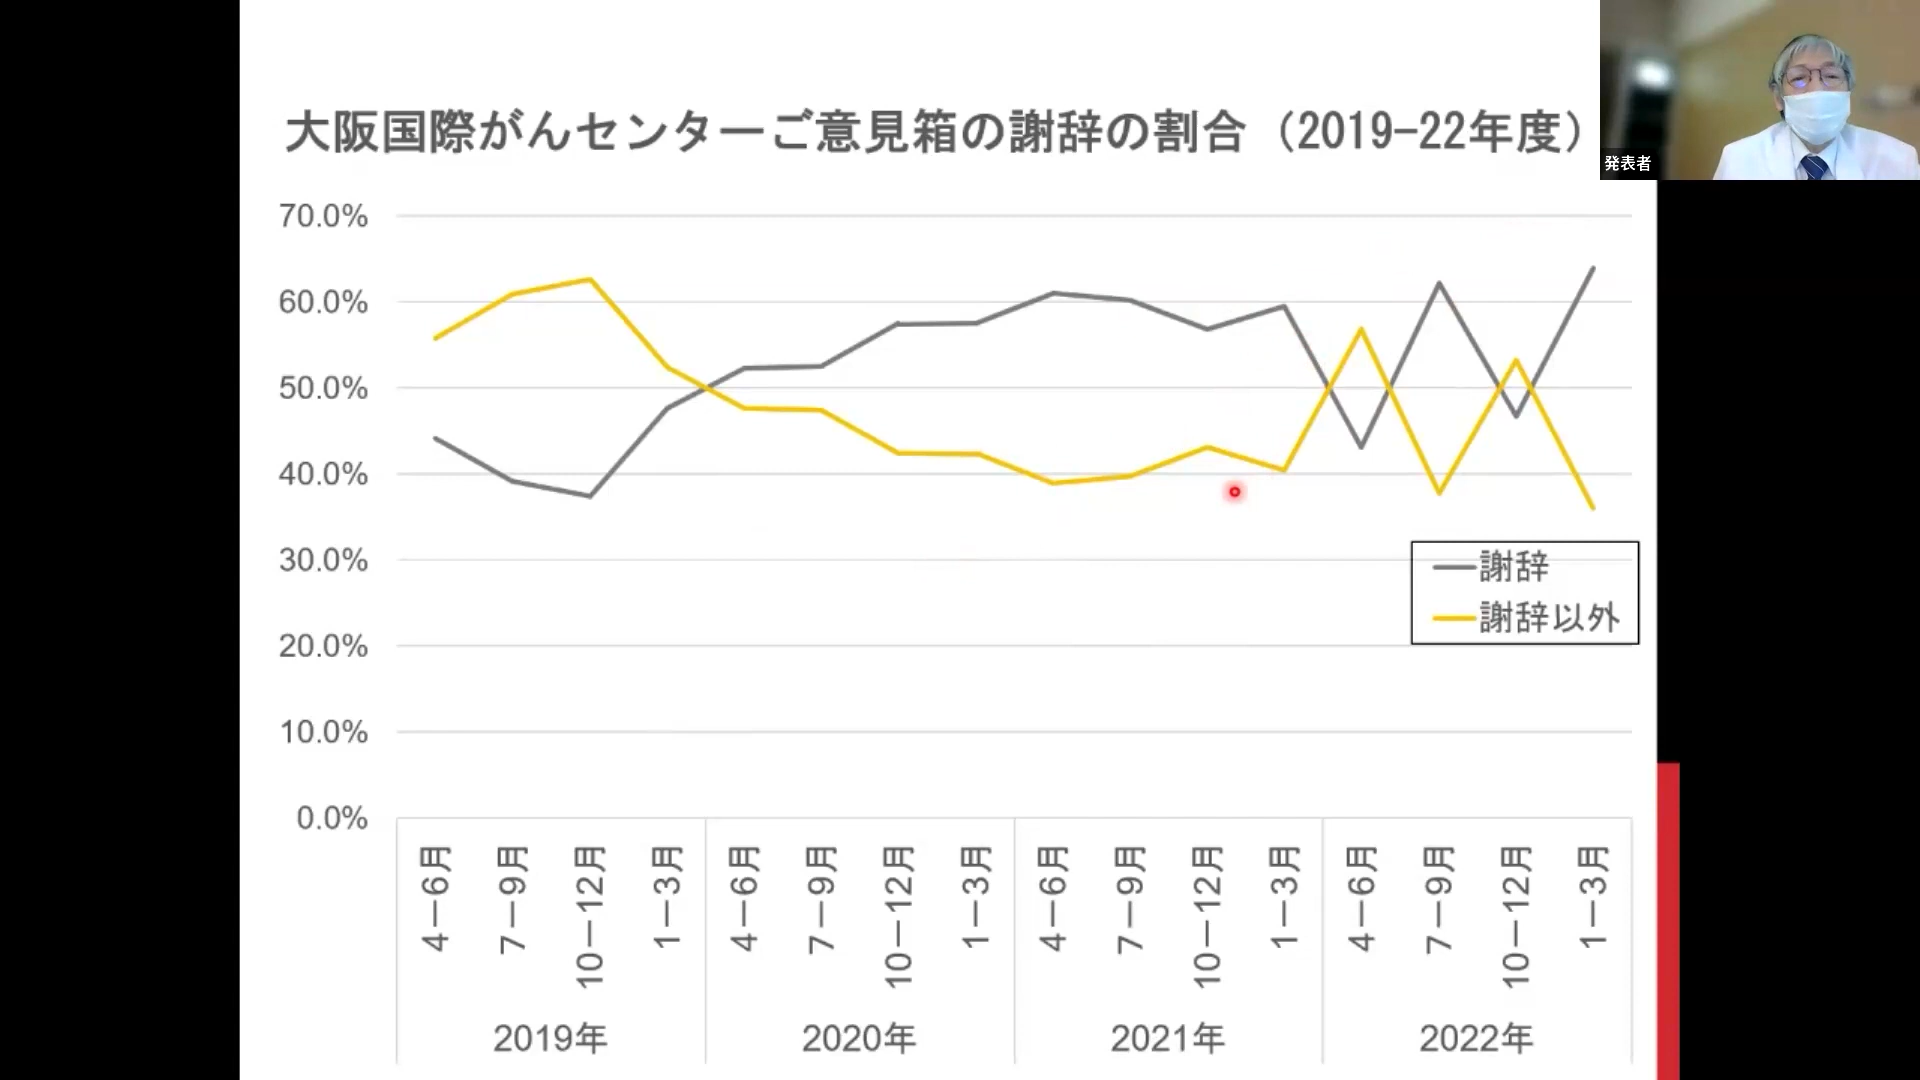 大阪国際がんセンターご意見箱の謝辞の割合（2019-22年度）
発表者
70.0%
60.0%
50.0%
40.0%
30.0%
20.0%
10.0%
0.0%
謝辞
謝辞以外
4－6月
7－9月
10－12月
1－3月
4－6月
7－9月
10－12月
1－3月
4－6月
7－9月
10－12月
1－3月
4－6月
7－9月
10－12月
1－3月
2019年
2020年
2021年
2022年